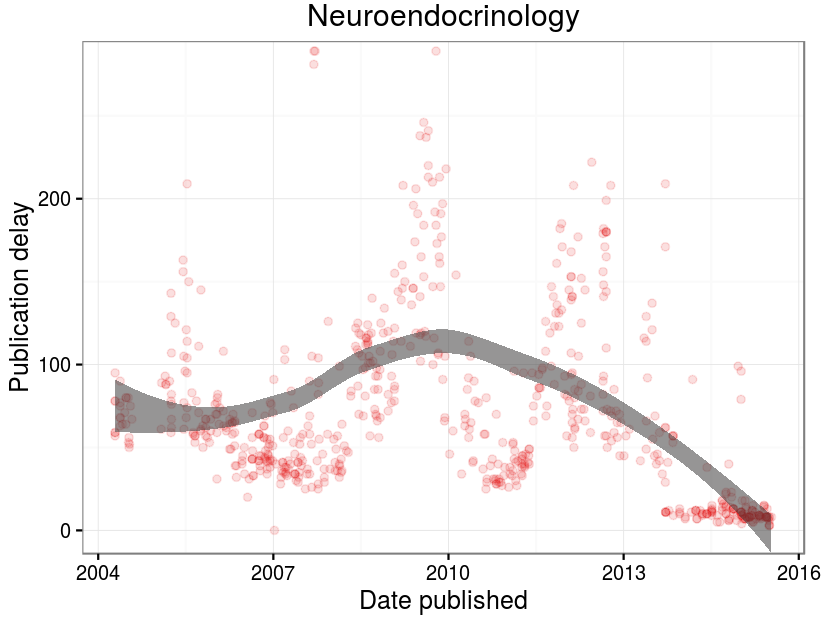 Neuroendocrinology
Publication delay
200
100
0
2004 2007 2010 2013 2016
Date published